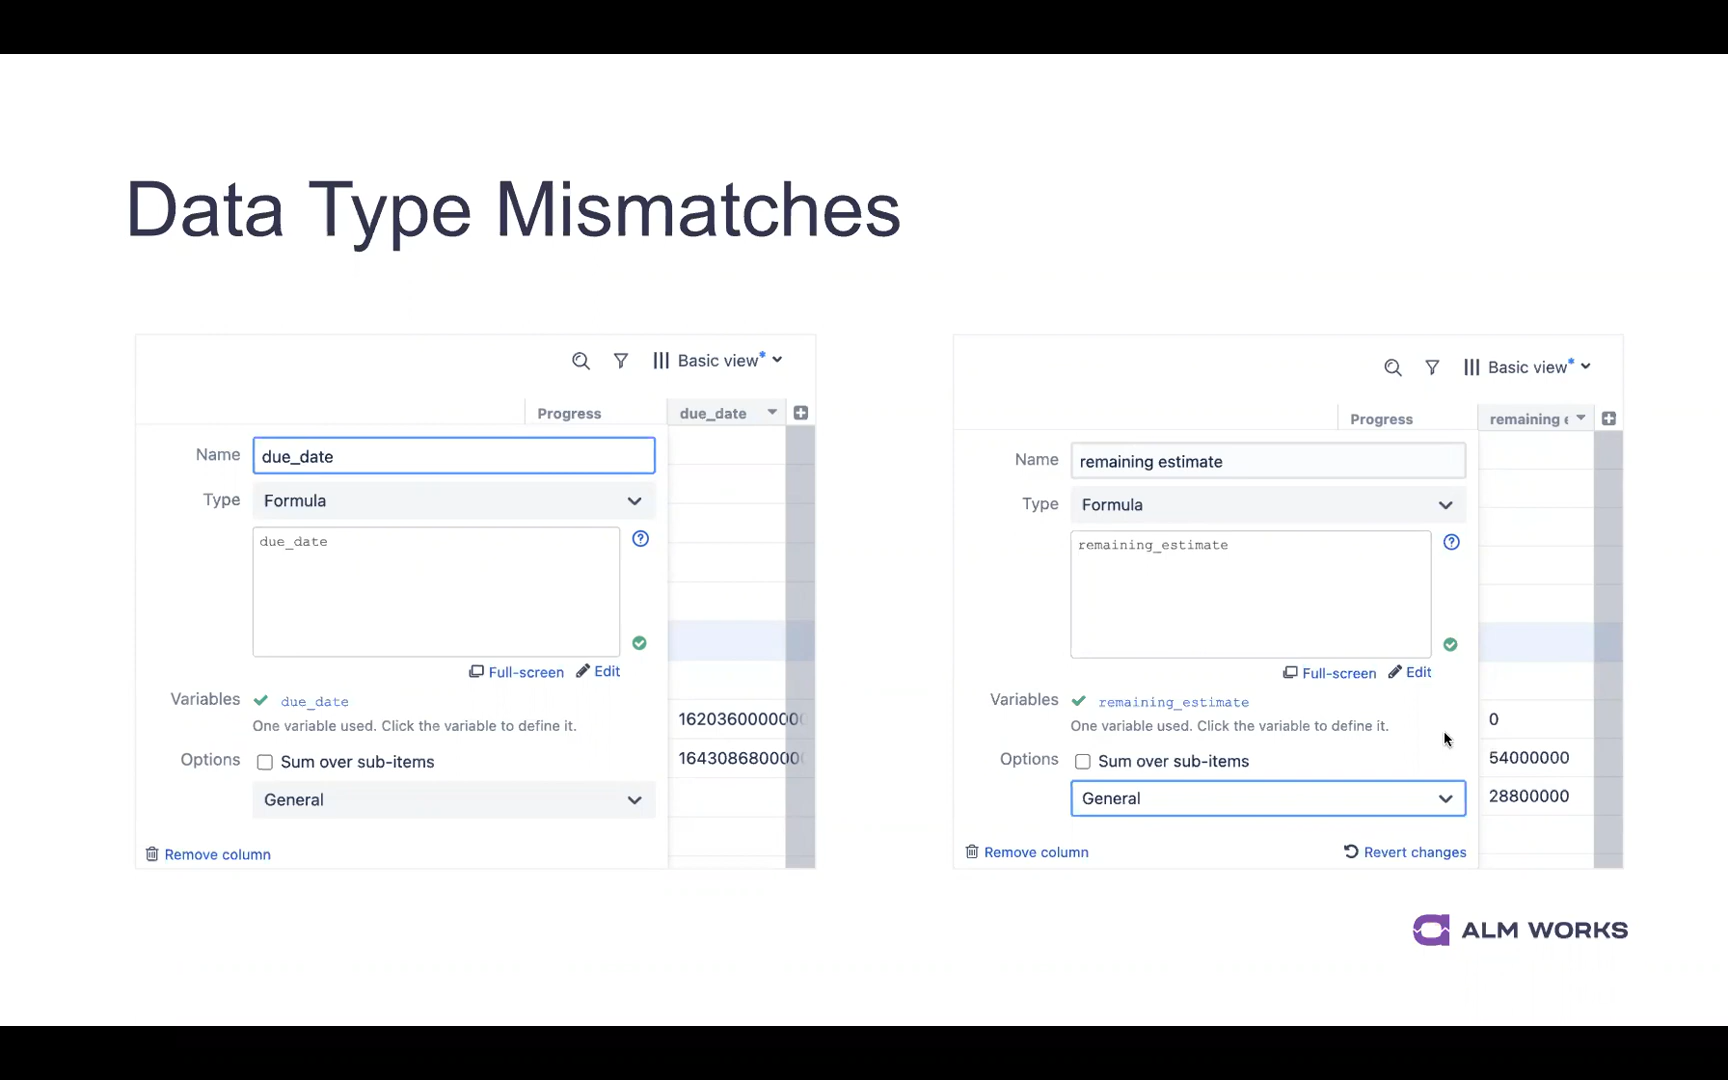 Data Type Mismatches
Basic view*
Progress
due_date
Name
due_date
Type
Formula
due_date
Full-screen
Edit
Variables
due_date
One variable used. Click the variable to define it.
Options
Sum over sub-items
General
Remove column
1620360000000
1643086800000
Basic view*
Progress
remaining e
Name
remaining estimate
Type
Formula
remaining_estimate
Full-screen
Edit
Variables
remaining_estimate
One variable used. Click the variable to define it.
Options
Sum over sub-items
General
Remove column
Revert changes
0
54000000
28800000
ALM WORKS